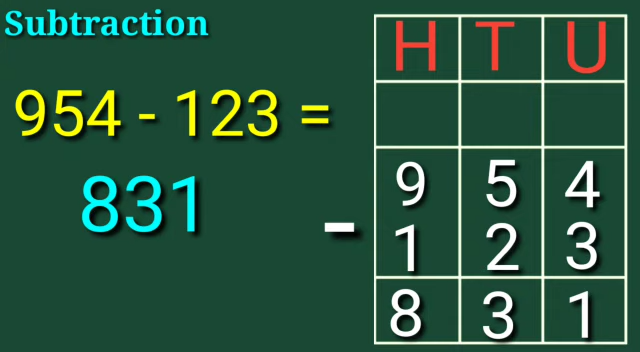 Subtraction
954 - 123 =
831
H T U
9 5 4
- 1 2 3
8 3 1